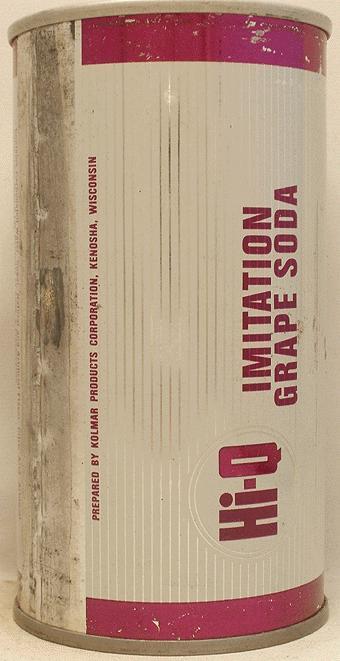 PREPARED BY KOLMAR PRODUCTS CORPORATION, KENOSHA, WISCONSIN
Hi-Q
IMITATION
GRAPE SODA